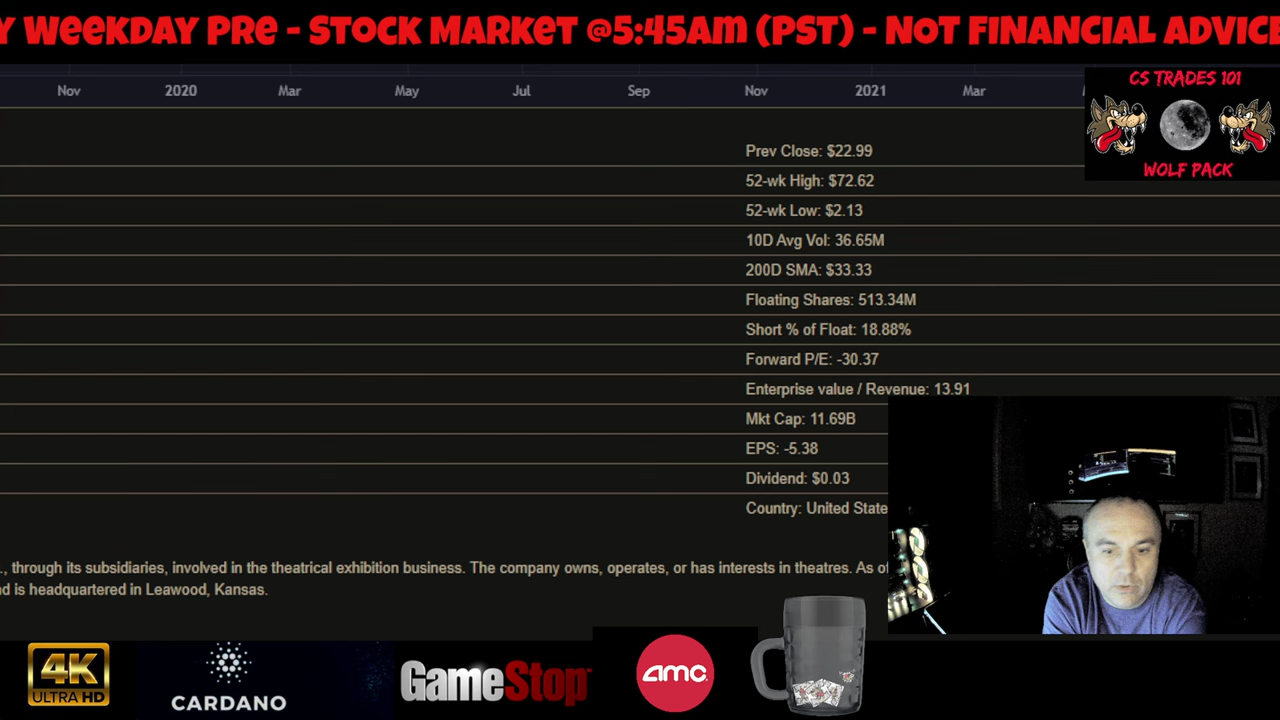 Y WEEKDAY PRE - STOCK MARKET @5:45AM (PST) - NOT FINANCIAL ADVICE
Nov 2020 Mar May Jul Sep Nov 2021 Mar
CS TRADES 101
WOLF PACK
Prev Close: $22.99
52-wk High: $72.62
52-wk Low: $2.13
10D Avg Vol: 36.65M
200D SMA: $33.33
Floating Shares: 513.34M
Short % of Float: 18.88%
Forward P/E: -30.37
Enterprise value / Revenue: 13.91
Mkt Cap: 11.69B
EPS: -5.38
Dividend: $0.03
Country: United State
., through its subsidiaries, involved in the theatrical exhibition business. The company owns, operates, or has interests in theatres. As of
d is headquartered in Leawood, Kansas.
4K
ULTRA HD
CARDANO
GameStop
amc